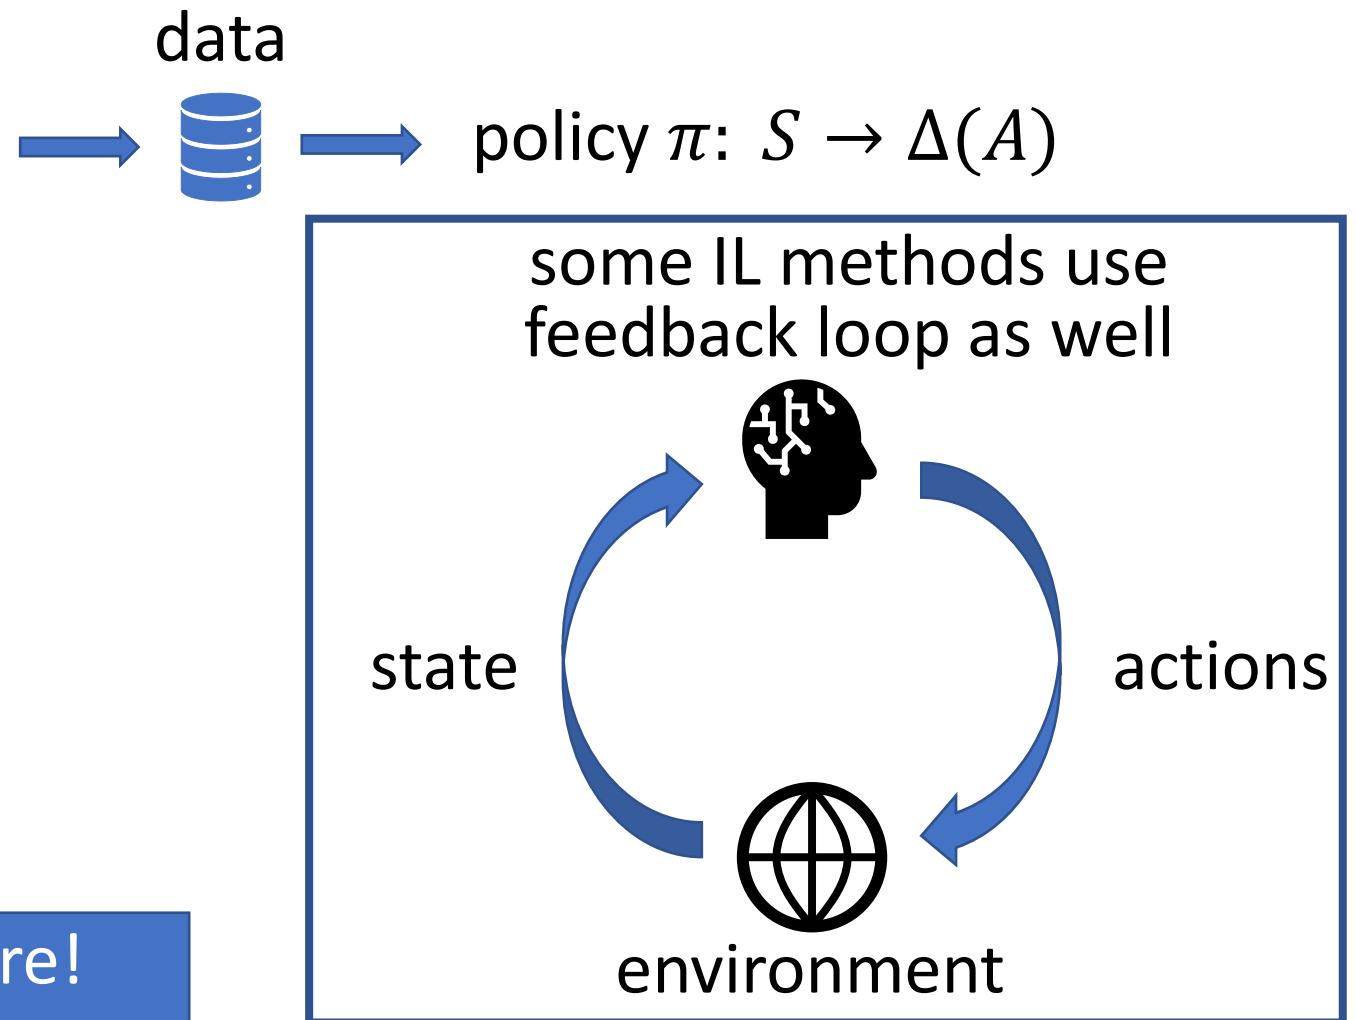 data
policy π: S → Δ(A)
some IL methods use
feedback loop as well
state
actions
environment
re!